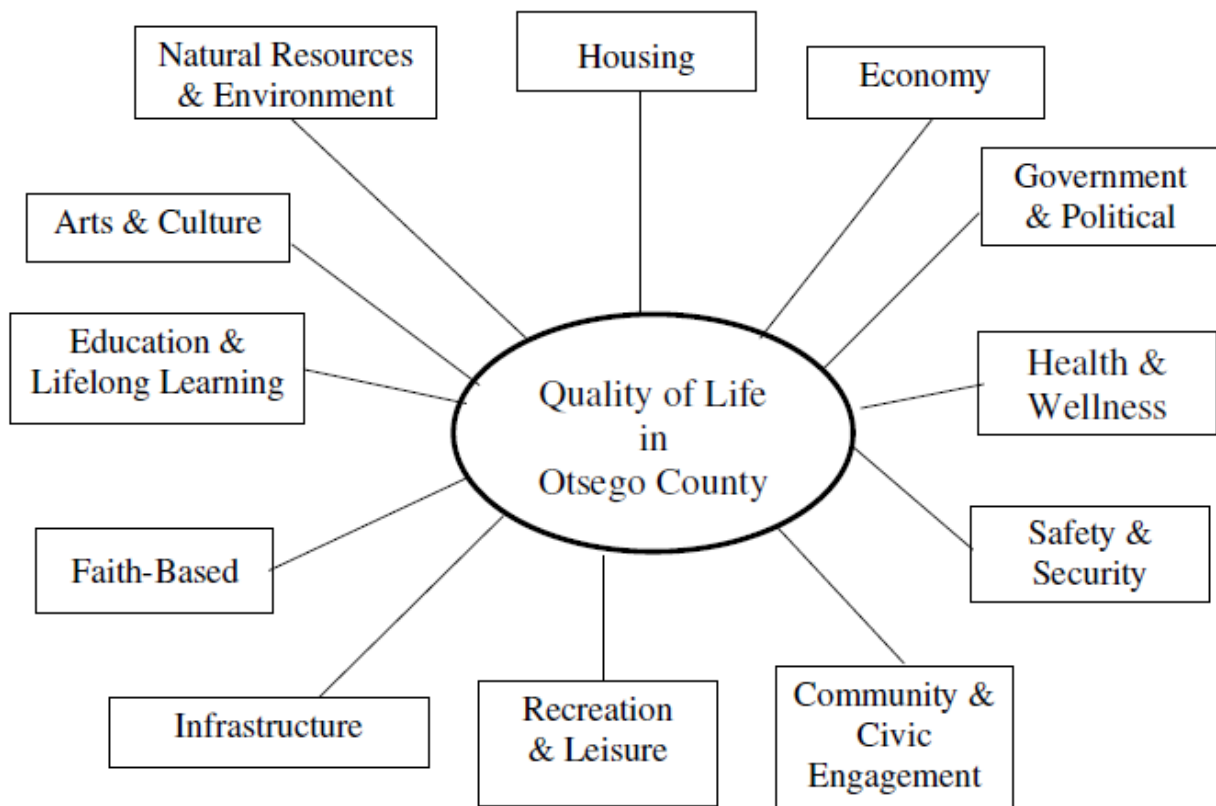 Natural Resources
& Environment
Housing
Economy
Government
& Political
Arts & Culture
Education &
Lifelong Learning
Quality of Life
in
Otsego County
Health &
Wellness
Faith-Based
Safety &
Security
Infrastructure
Recreation
& Leisure
Community &
Civic
Engagement